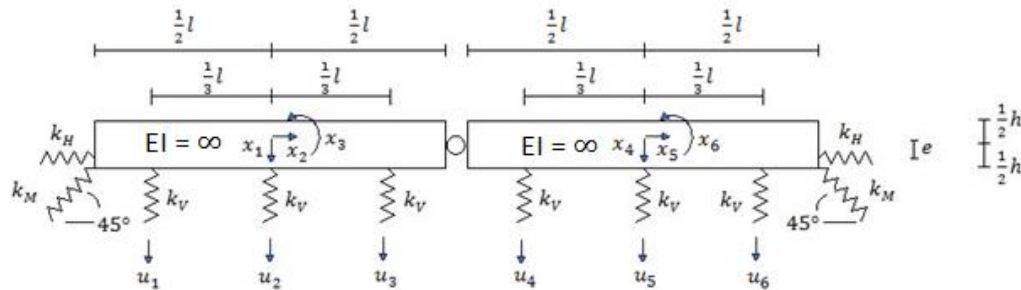 ½l ½l ½l ½l
⅓l ⅓l ⅓l ⅓l
k_H EI = ∞ x_1 x_2 x_3 EI = ∞ x_4 x_5 x_6 k_H e ½h
½h
k_M 45° k_V k_V k_V k_V k_V k_V 45° k_M
u_1 u_2 u_3 u_4 u_5 u_6